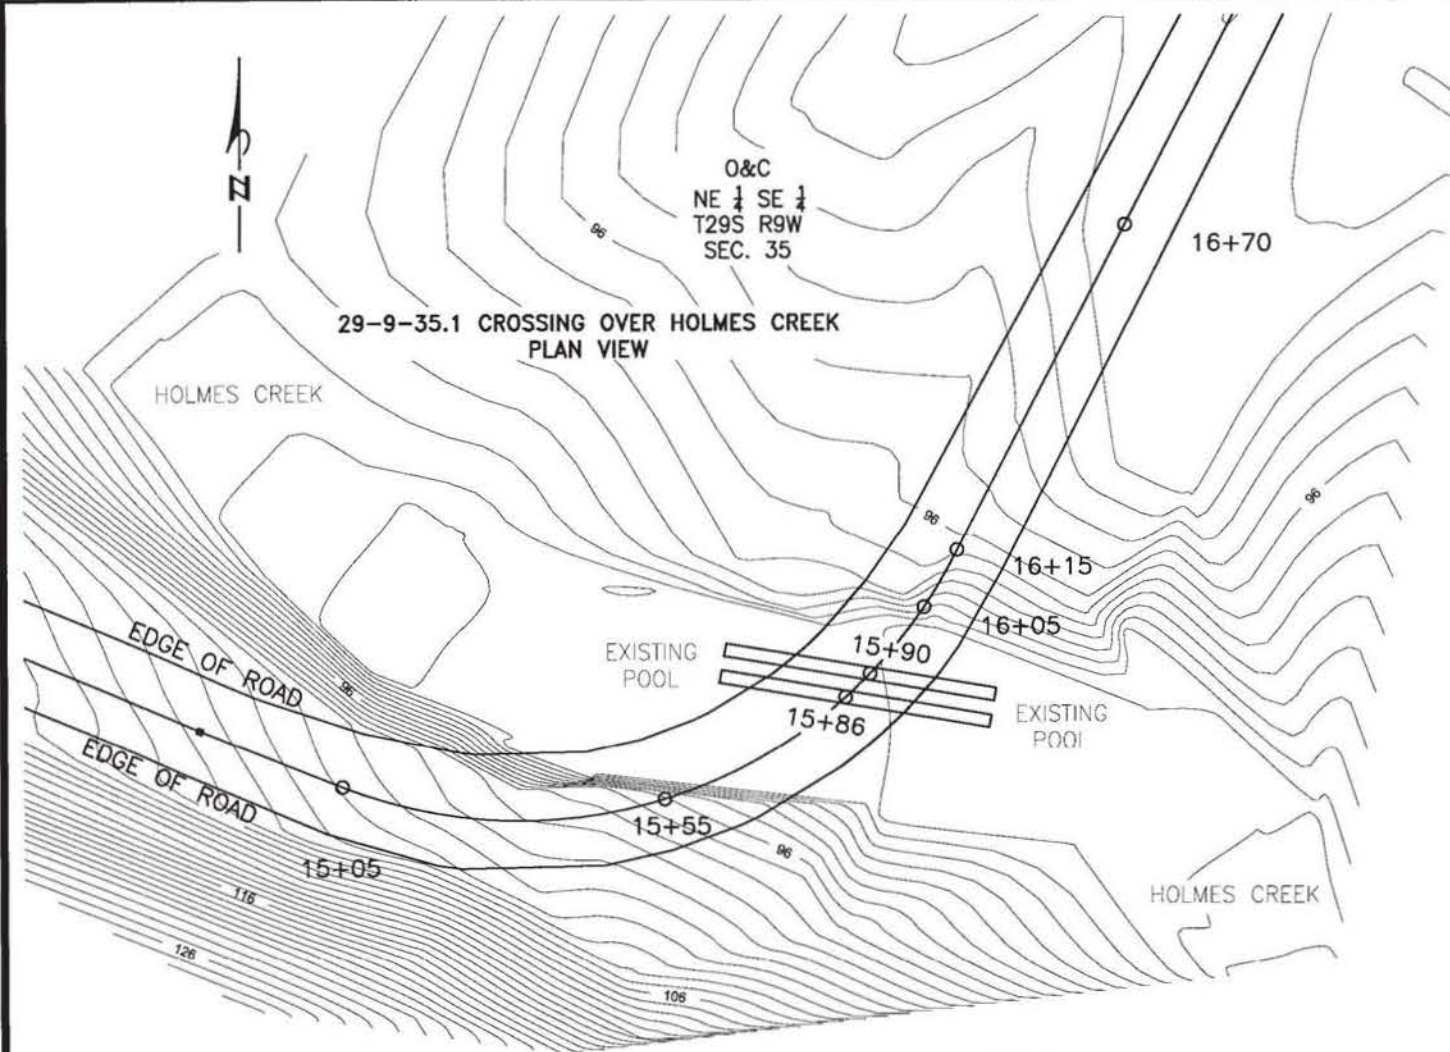 N
O&C
NE 1/4 SE 1/4
T29S R9W
SEC. 35
16+70
96
29-9-35.1 CROSSING OVER HOLMES CREEK
PLAN VIEW
HOLMES CREEK
96
96
16+15
16+05
EDGE OF ROAD
EXISTING
POOL
15+90
96
15+86
EXISTING
POOL
EDGE OF ROAD
15+55
96
15+05
116
HOLMES CREEK
126
106